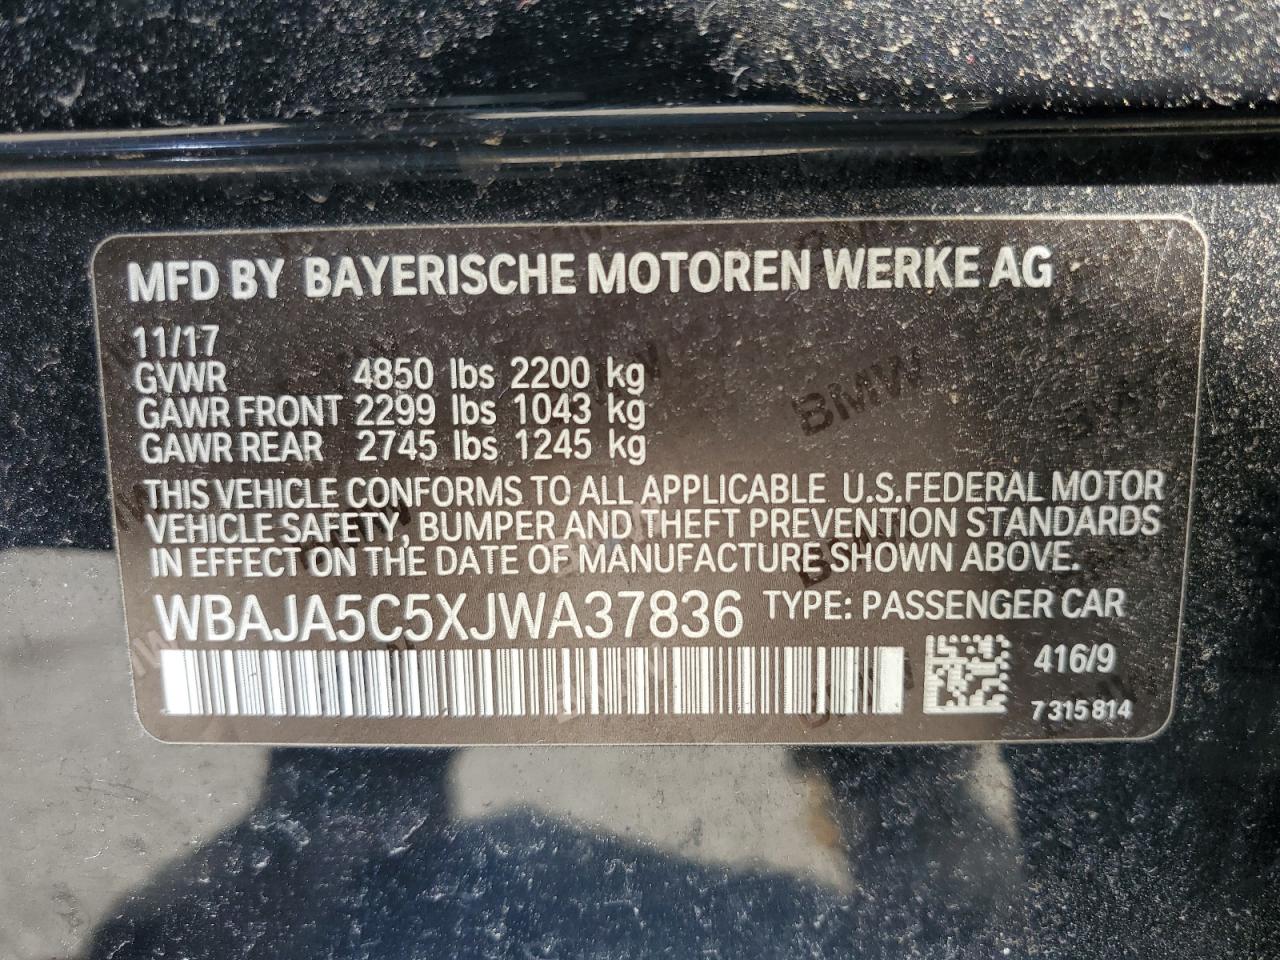 MFD BY BAYERISCHE MOTOREN WERKE AG
11/17
GVWR 4850 lbs 2200 kg
GAWR FRONT 2299 lbs 1043 kg
GAWR REAR 2745 lbs 1245 kg
THIS VEHICLE CONFORMS TO ALL APPLICABLE U.S.FEDERAL MOTOR
VEHICLE SAFETY, BUMPER AND THEFT PREVENTION STANDARDS
IN EFFECT ON THE DATE OF MANUFACTURE SHOWN ABOVE.
WBAJA5C5XJWA37836 TYPE: PASSENGER CAR
416/9
7 315 814